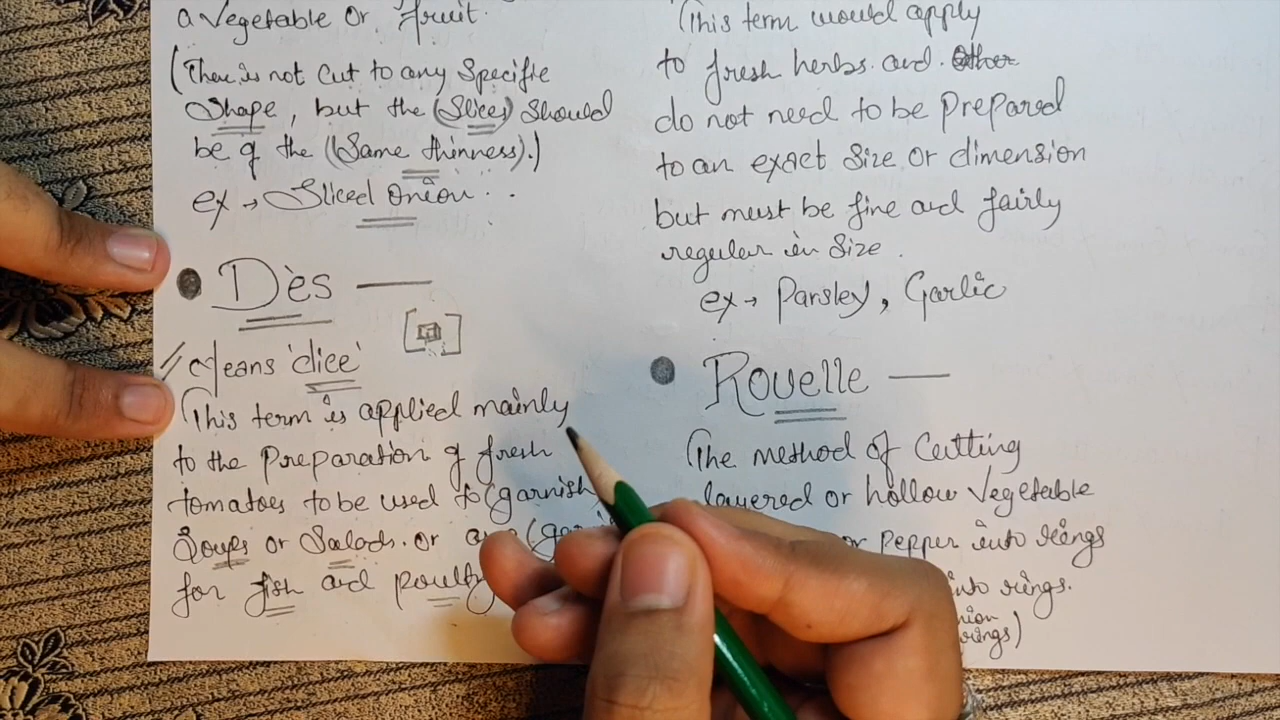 a Vegetable or fruit.
(There is not cut to any specific
shape, but the (slices) should
be of the (same thinness).)
ex → Sliced onion..
Dès —
Means 'dice'
This term is applied mainly
to the preparation of fresh
tomatoes to be used to (garnish
Soups or Salads. or
for fish and poultry
This term would apply
to fresh herbs and. Other
do not need to be prepared
to an exact size or dimension
but must be fine and fairly
regular in size.
ex → Parsley, Garlic
Rouelle —
The method of cutting
layered or hollow vegetable
or pepper into rings
into rings.
rings)